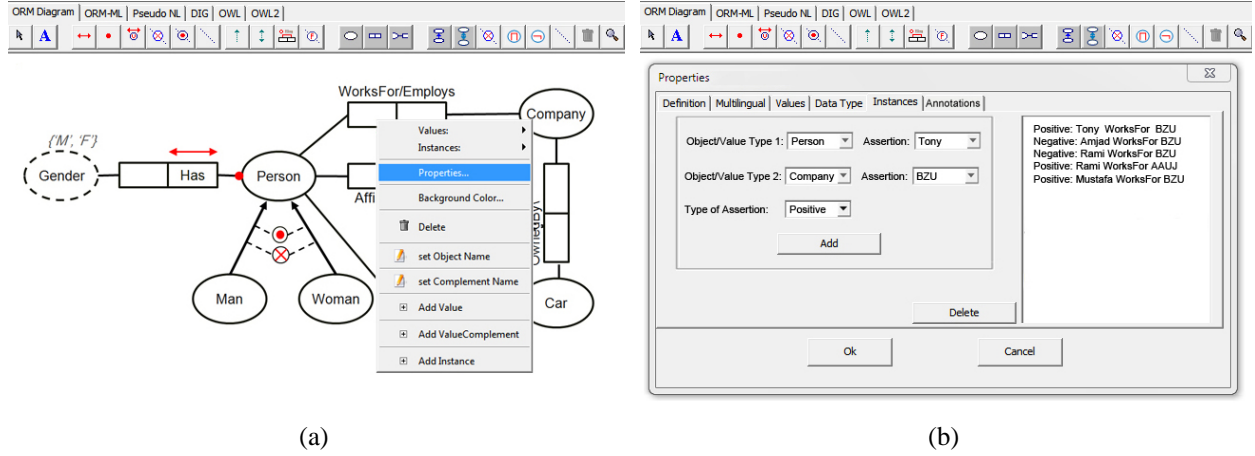 ORM Diagram ORM-ML Pseudo NL DIG OWL OWL2
A
WorksFor/Employs
Company
{'M', 'F'}
Gender
Has
Person
Affi
OwnedBy\
Man
Woman
Car
Values:
Instances:
Properties...
Background Color...
Delete
set Object Name
set Complement Name
Add Value
Add ValueComplement
Add Instance
(a)
ORM Diagram ORM-ML Pseudo NL DIG OWL OWL2
A
Properties
Definition Multilingual Values Data Type Instances Annotations
Object/Value Type 1: Person Assertion: Tony
Object/Value Type 2: Company Assertion: BZU
Type of Assertion: Positive
Add
Positive: Tony WorksFor BZU
Negative: Amjad WorksFor BZU
Negative: Rami WorksFor BZU
Positive: Rami WorksFor AAUJ
Positive: Mustafa WorksFor BZU
Delete
Ok Cancel
(b)